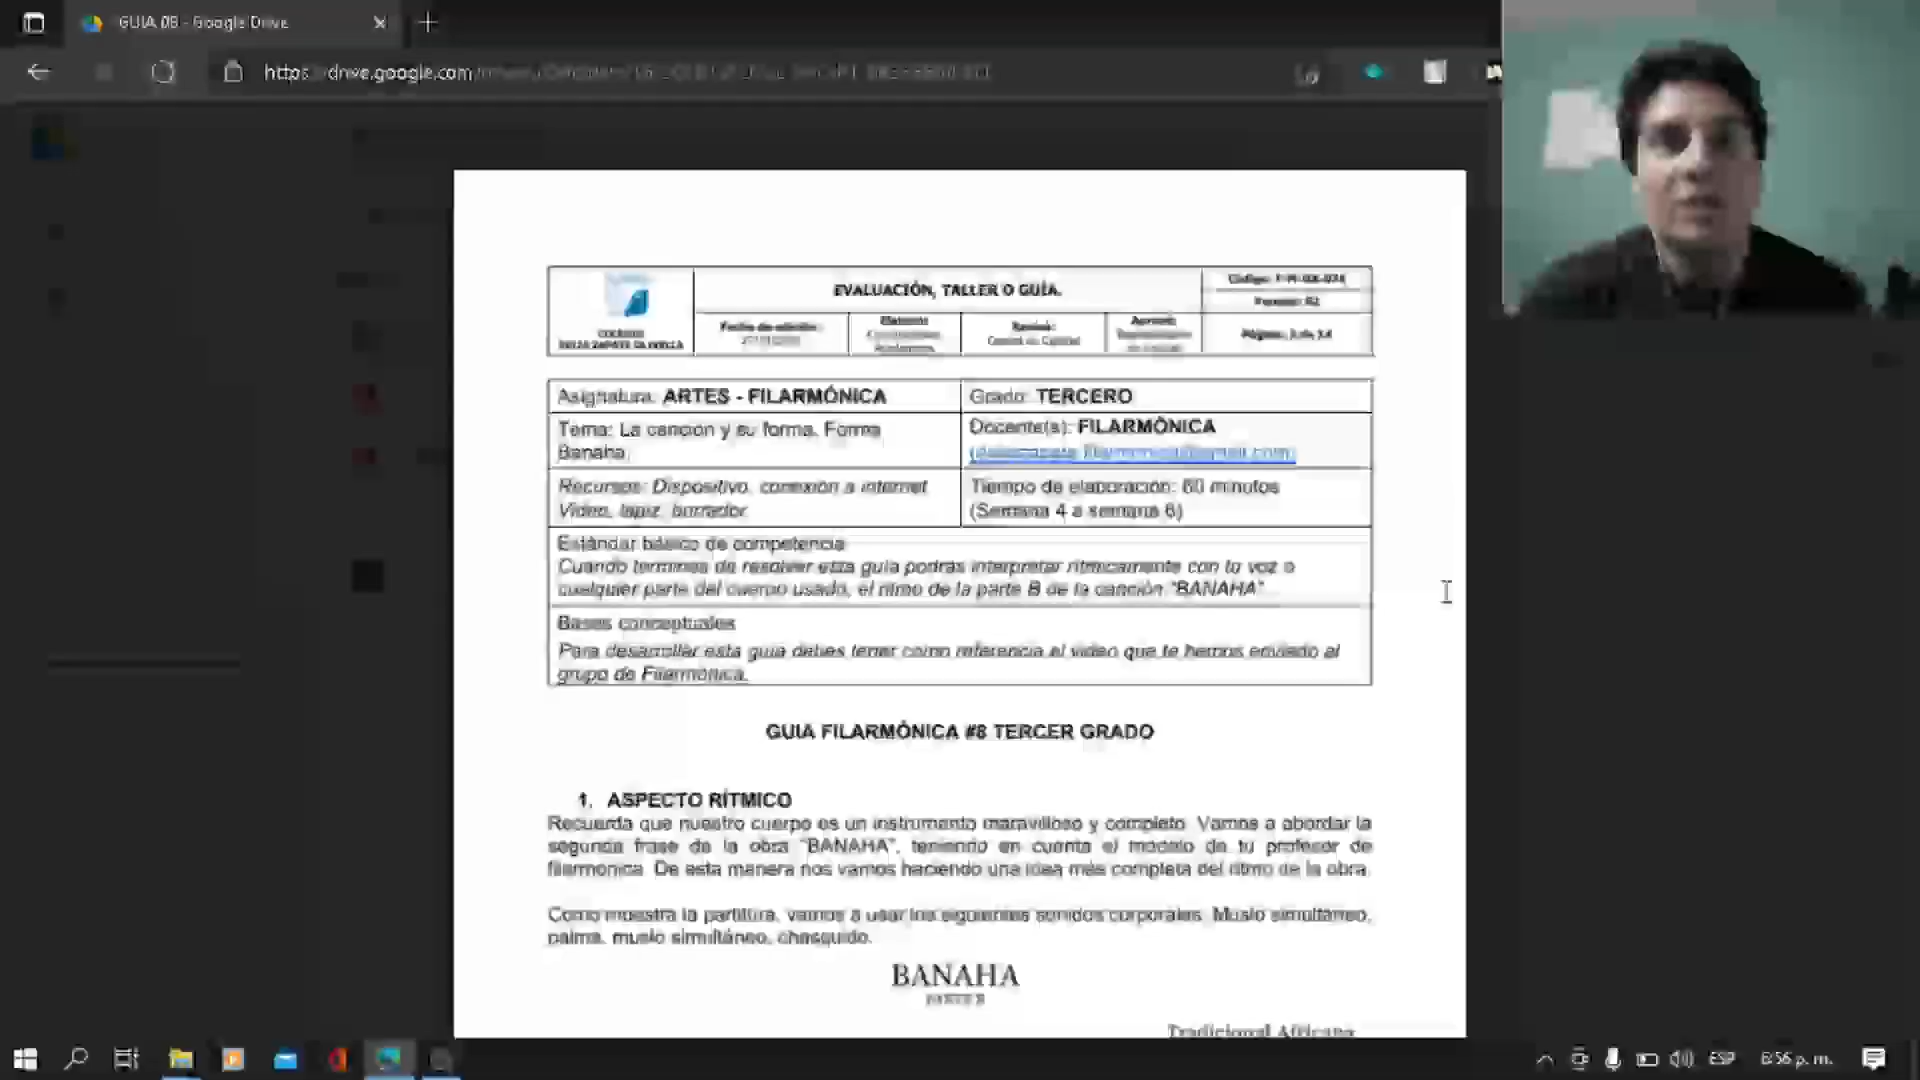 GUIA 08 - Google Drive
https drive.google.com
EVALUACIÓN, TALLER O GUÍA.
Fecha de edición:
Página:
Asignatura: ARTES - FILARMÓNICA
Grado: TERCERO
Tema: La canción y su forma. Forma
Banaha.
Docente(s): FILARMÓNICA
Recursos: Dispositivo, conexión a internet
Video, lapiz, borrador
Tiempo de elaboración: 60 minutos
(Semana 4 a semana 6)
Estándar básico de competencia
Cuando termines de resolver esta guía podrás interpretar rítmicamente con tu voz o
cualquier parte del cuerpo usado, el ritmo de la parte B de la canción "BANAHA"
Bases conceptuales
Para desarrollar esta guía debes tener como referencia el video que te hemos enviado al
grupo de Filarmónica.
GUIA FILARMÓNICA #8 TERCER GRADO
1. ASPECTO RÍTMICO
Recuerda que nuestro cuerpo es un instrumento maravilloso y completo. Vamos a abordar la
segunda frase de la obra "BANAHA", teniendo en cuenta el modelo de tu profesor de
filarmónica. De esta manera nos vamos haciendo una idea más completa del ritmo de la obra.
Como muestra la partitura, vamos a usar los siguientes sonidos corporales. Muslo simultáneo,
palma, muslo simultáneo, chasquido.
BANAHA
PARTE B
Tradicional Africana
ESP
6:56 p. m.